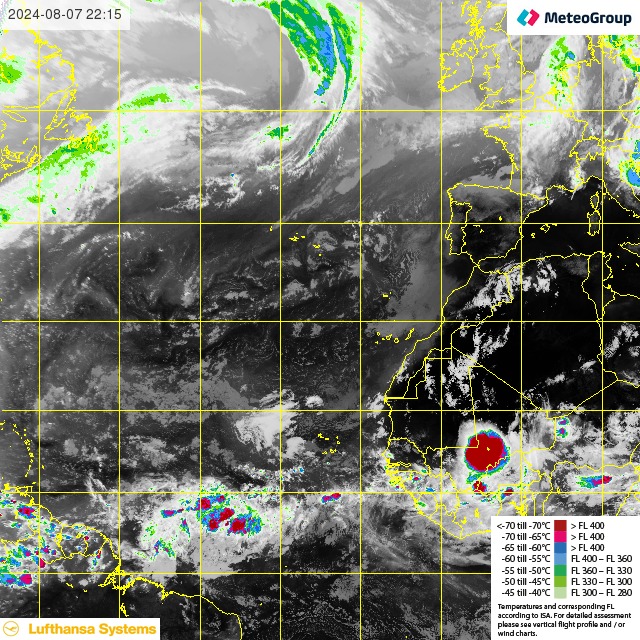 2024-08-07 22:15
MeteoGroup
<-70 till -70°C > FL 400
-70 till -65°C > FL 400
-65 till -60°C > FL 400
-60 till -55°C FL 400 – FL 360
-55 till -50°C FL 360 – FL 330
-50 till -45°C FL 330 – FL 300
-45 till -40°C FL 300 – FL 280
Temperatures and corresponding FL
according to ISA. For detailed assessment
please see vertical flight profile and / or
wind charts.
Lufthansa Systems